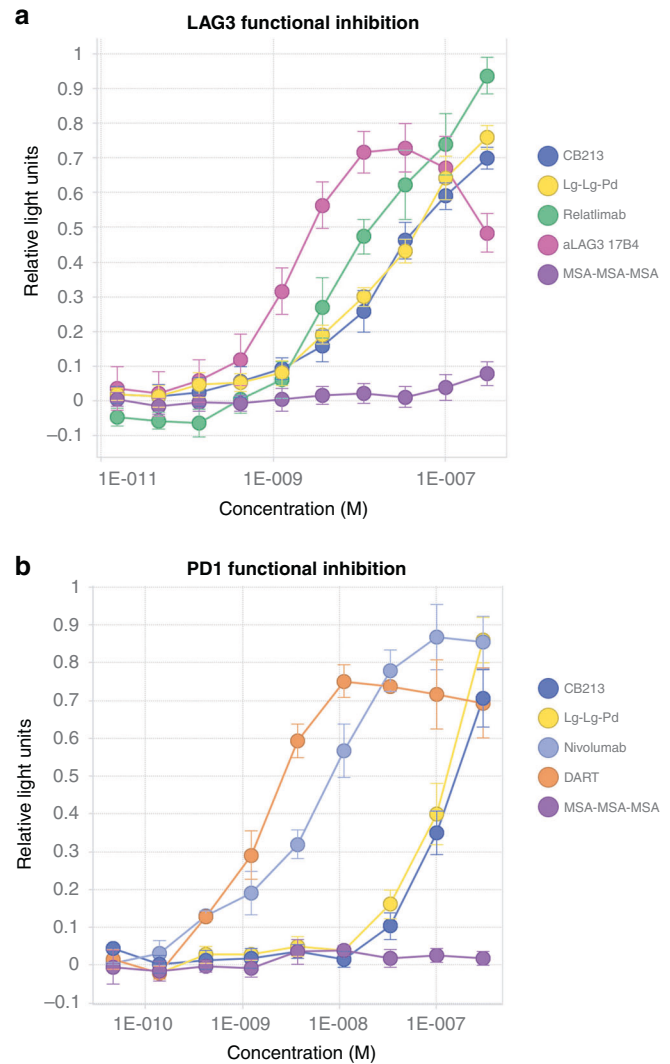 a
LAG3 functional inhibition
1
0.9
0.8
0.7
0.6
0.5
0.4
0.3
0.2
0.1
0
–0.1
Relative light units
1E-011
1E-009
1E-007
Concentration (M)
CB213
Lg-Lg-Pd
Relatlimab
aLAG3 17B4
MSA-MSA-MSA
b
PD1 functional inhibition
1
0.9
0.8
0.7
0.6
0.5
0.4
0.3
0.2
0.1
0
–0.1
Relative light units
1E-010
1E-009
1E-008
1E-007
Concentration (M)
CB213
Lg-Lg-Pd
Nivolumab
DART
MSA-MSA-MSA